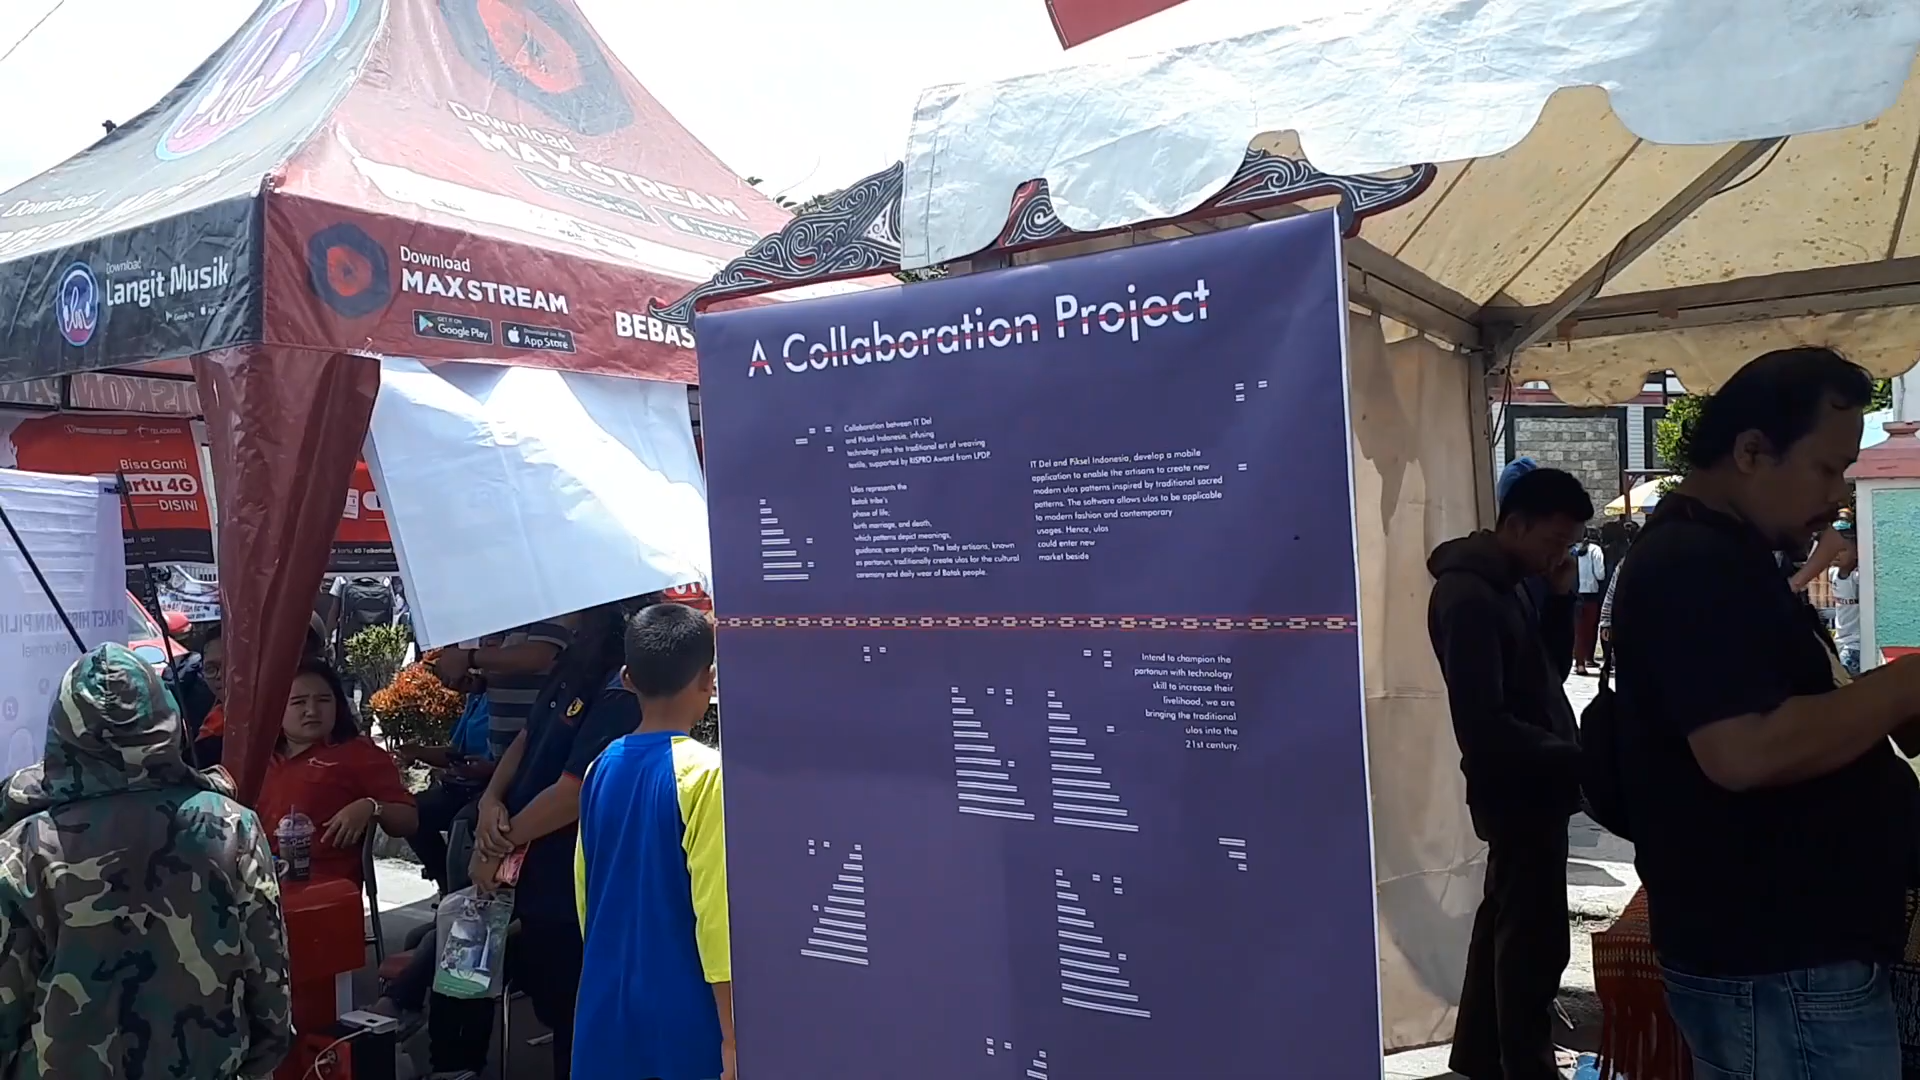 Download
MAXSTREAM
Download
Langit Musik
Download
MAXSTREAM
GET IT ON
Google Play
Download on the
App Store
BEBAS
A Collaboration Project
Collaboration between IT Del
and Piksel Indonesia, infusing
technology into the traditional art of weaving
textile, supported by RISPRO Award from LPDP.
Ulos represents the
Batak tribe's
phase of life;
birth marriage, and death,
which patterns depict meanings,
guidance, even prophecy. The lady artisans, known
as partonun, traditionally create ulos for the cultural
ceremony and daily wear of Batak people.
IT Del and Piksel Indonesia, develop a mobile
application to enable the artisans to create new
modern ulos patterns inspired by traditional sacred
patterns. The software allows ulos to be applicable
to modern fashion and contemporary
usages. Hence, ulos
could enter new
market beside
Intend to champion the
partonun with technology
skill to increase their
livelihood, we are
bringing the traditional
ulos into the
21st century.
Bisa Ganti
artu 4G
DISINI